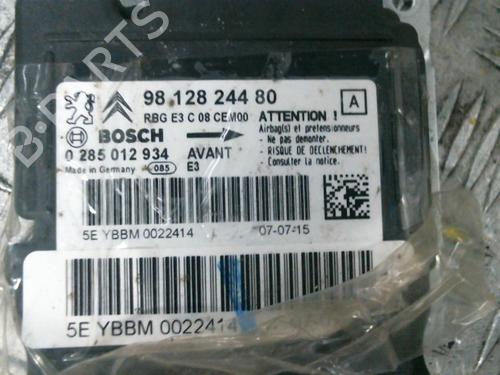 98 128 244 80
RBG E3 C 08 CEM00
A
BOSCH
ATTENTION !
Airbag(s) et pretensionneurs
- Ne pas demonter.
- RISQUE DE DECLENCHEMENT!
- Consulter la notice.
0 285 012 934
AVANT
Made in Germany
085
E3
5E YBBM 0022414
07-07-15
5E YBBM 0022414
B-PARTS